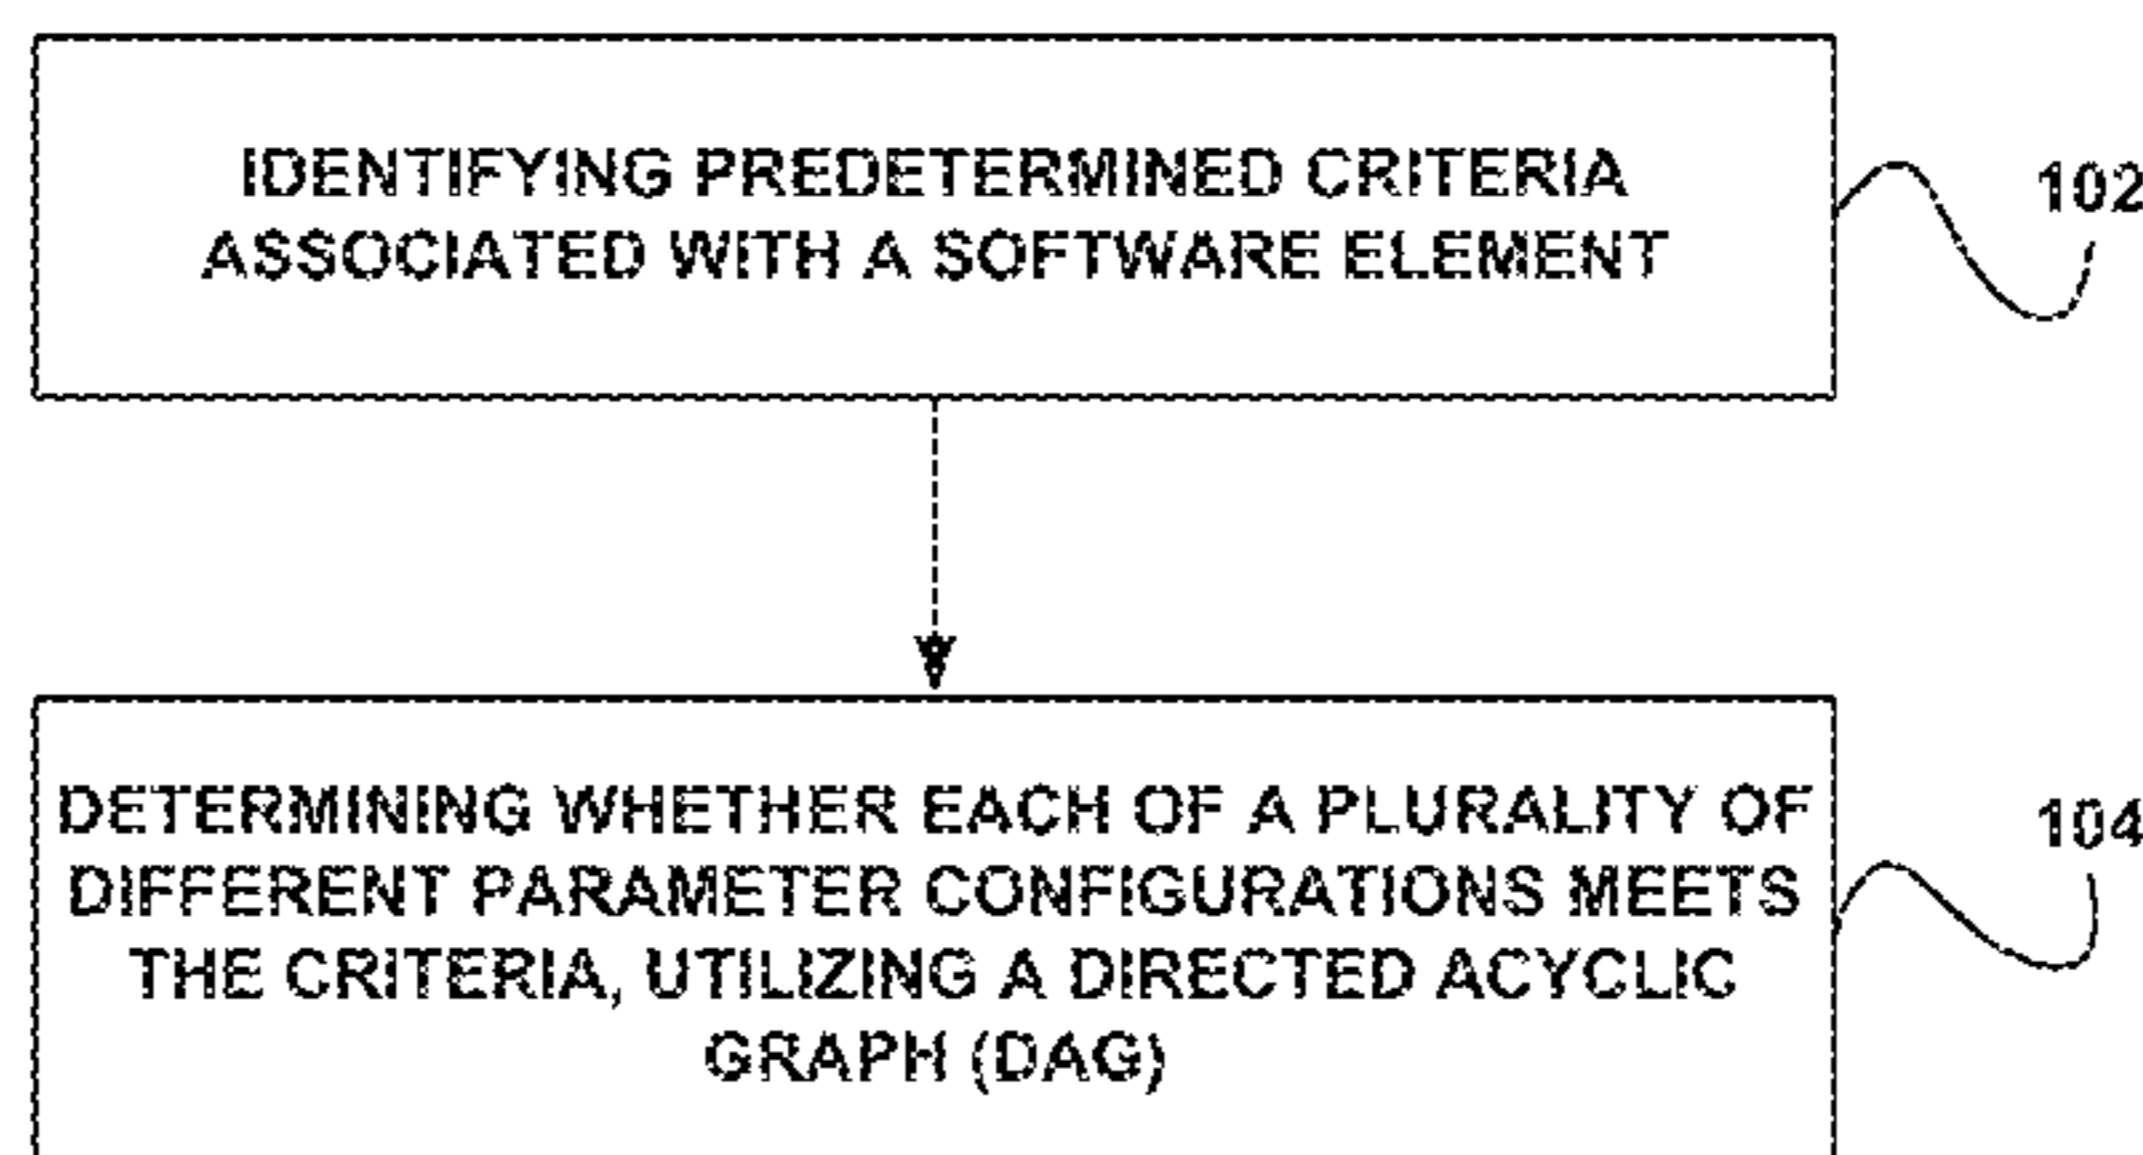 IDENTIFYING PREDETERMINED CRITERIA
ASSOCIATED WITH A SOFTWARE ELEMENT
102
DETERMINING WHETHER EACH OF A PLURALITY OF
DIFFERENT PARAMETER CONFIGURATIONS MEETS
THE CRITERIA, UTILIZING A DIRECTED ACYCLIC
GRAPH (DAG)
104